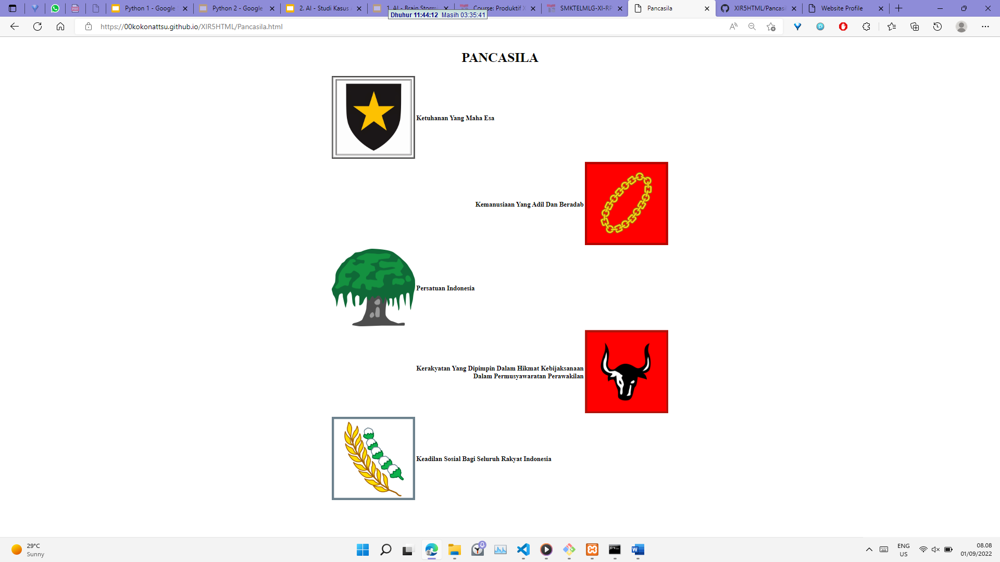 Python 1 - Google
Python 2 - Google
2. AI - Studi Kasus
1. AI - Brain Storm
Course: Produktif X
SMKTELMLG-XI-RP
Pancasila
XIR5HTML/Pancasi
Website Profile
Dhuhur 11:44:12 Masih 03:35:41
https://00kokonattsu.github.io/XIR5HTML/Pancasila.html
PANCASILA
Ketuhanan Yang Maha Esa
Kemanusiaan Yang Adil Dan Beradab
Persatuan Indonesia
Kerakyatan Yang Dipimpin Dalam Hikmat Kebijaksanaan
Dalam Permusyawaratan Perawakilan
Keadilan Sosial Bagi Seluruh Rakyat Indonesia
29°C
Sunny
ENG
US
08.08
01/09/2022